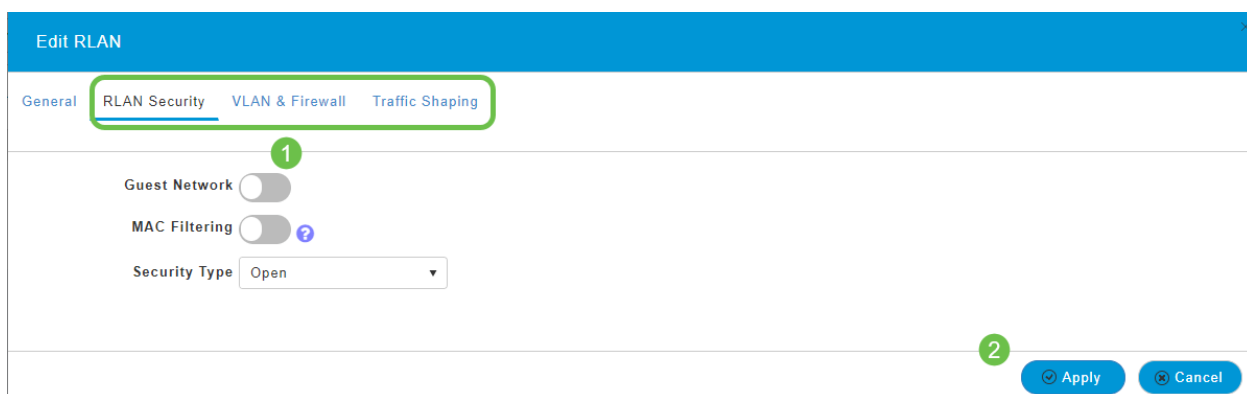 Edit RLAN
General RLAN Security VLAN & Firewall Traffic Shaping
1
Guest Network
MAC Filtering ?
Security Type Open
2
Apply Cancel